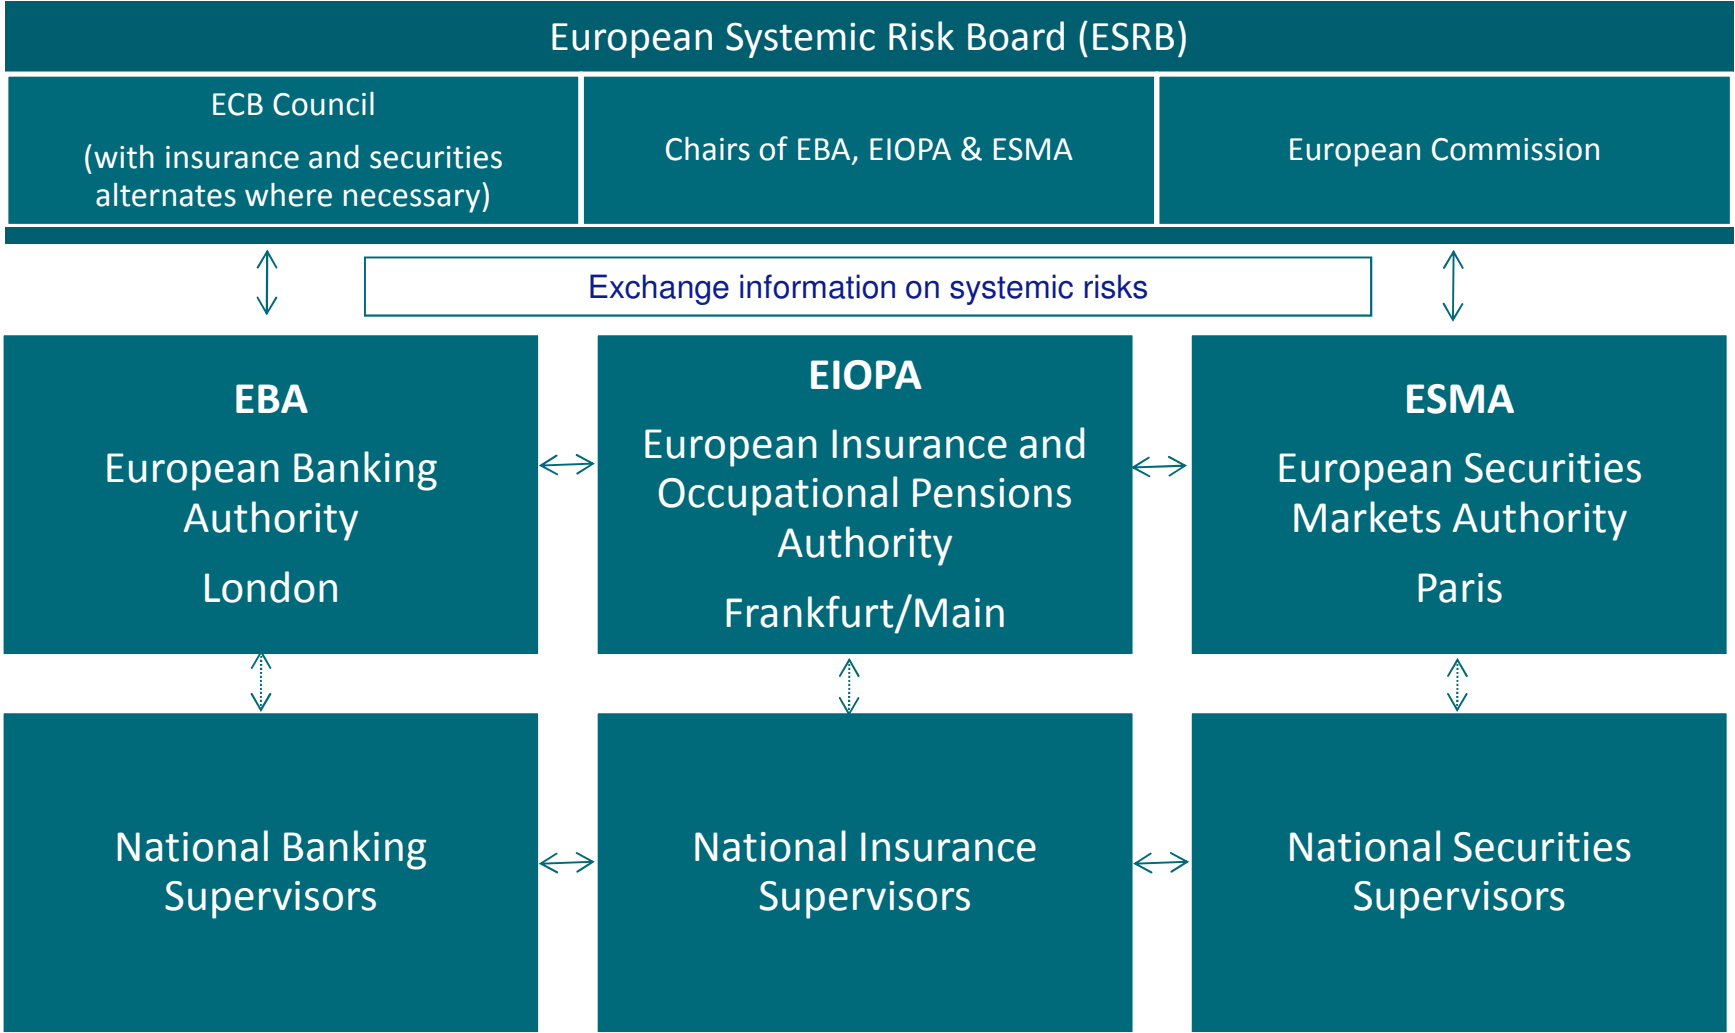 European Systemic Risk Board (ESRB)
ECB Council
(with insurance and securities
alternates where necessary)
Chairs of EBA, EIOPA & ESMA
European Commission
Exchange information on systemic risks
EBA
European Banking
Authority
London
EIOPA
European Insurance and
Occupational Pensions
Authority
Frankfurt/Main
ESMA
European Securities
Markets Authority
Paris
National Banking
Supervisors
National Insurance
Supervisors
National Securities
Supervisors